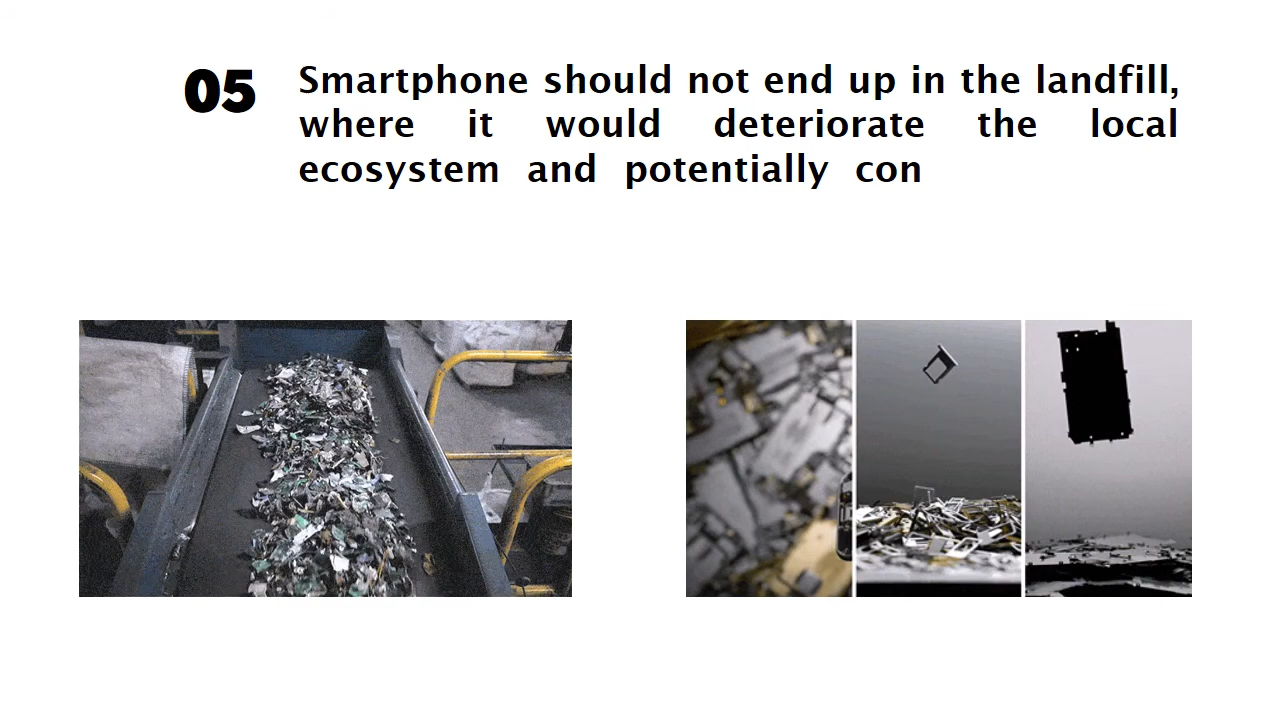 05
Smartphone should not end up in the landfill,
where it would deteriorate the local
ecosystem and potentially con